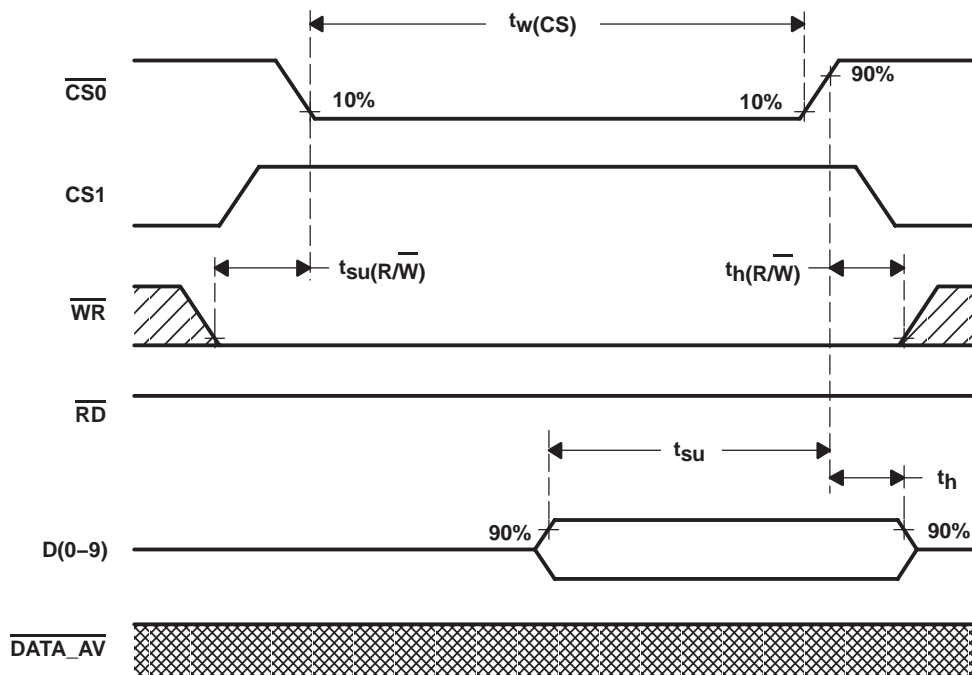 tw(CS)
CS0
10%
10%
90%
CS1
tsu(R/W)
th(R/W)
WR
RD
tsu
th
90%
90%
D(0–9)
DATA_AV